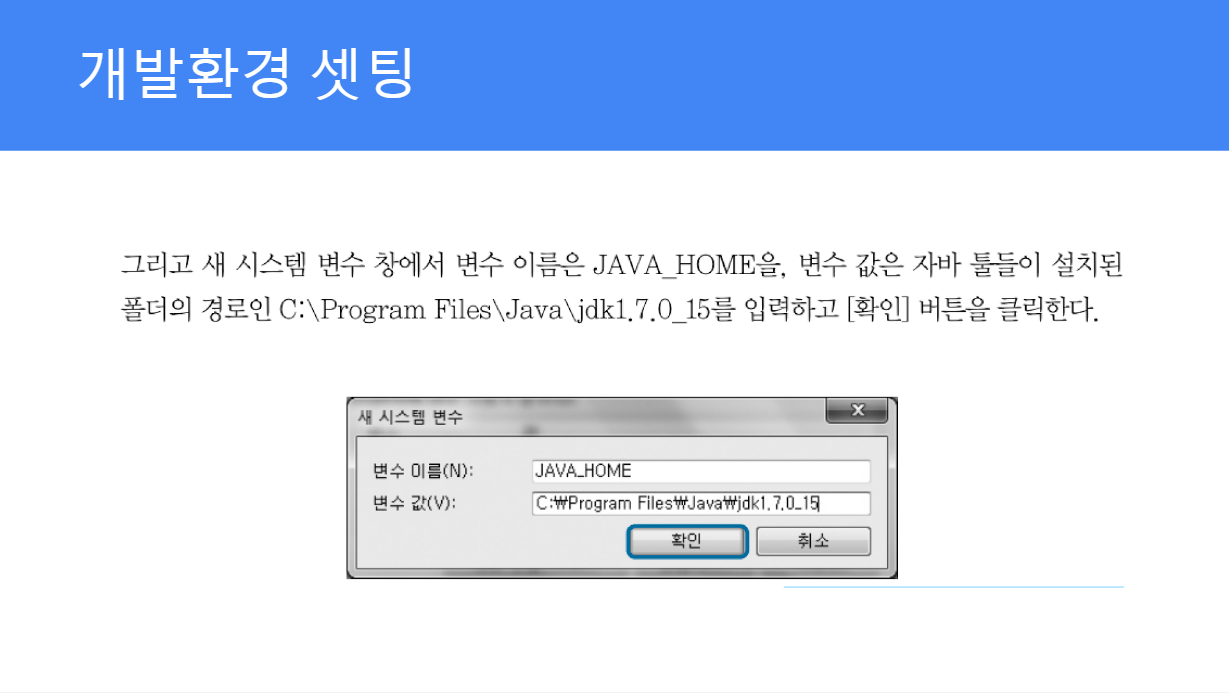 개발환경 셋팅
그리고 새 시스템 변수 창에서 변수 이름은 JAVA_HOME을, 변수 값은 자바 툴들이 설치된
폴더의 경로인 C:\Program Files\Java\jdk1.7.0_15를 입력하고 [확인] 버튼을 클릭한다.
새 시스템 변수
변수 이름(N): JAVA_HOME
변수 값(V): C:₩Program Files₩Java₩jdk1.7.0_15
확인 취소